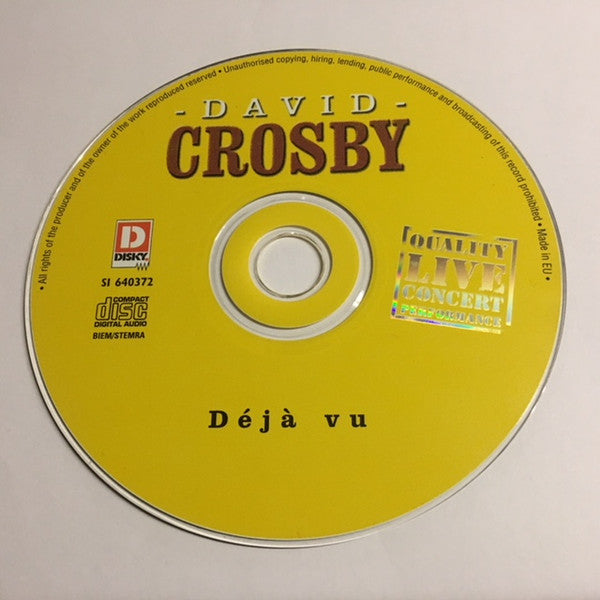 • All rights of the producer and of the owner of the work reproduced reserved • Unauthorised copying, hiring, lending, public performance and broadcasting of this record prohibited • Made in EU •
- DAVID -
CROSBY
D
DISKY
SI 640372
COMPACT
disc
DIGITAL AUDIO
BIEM/STEMRA
QUALITY
LIVE
CONCERT
PERFORMANCE
Déjà vu